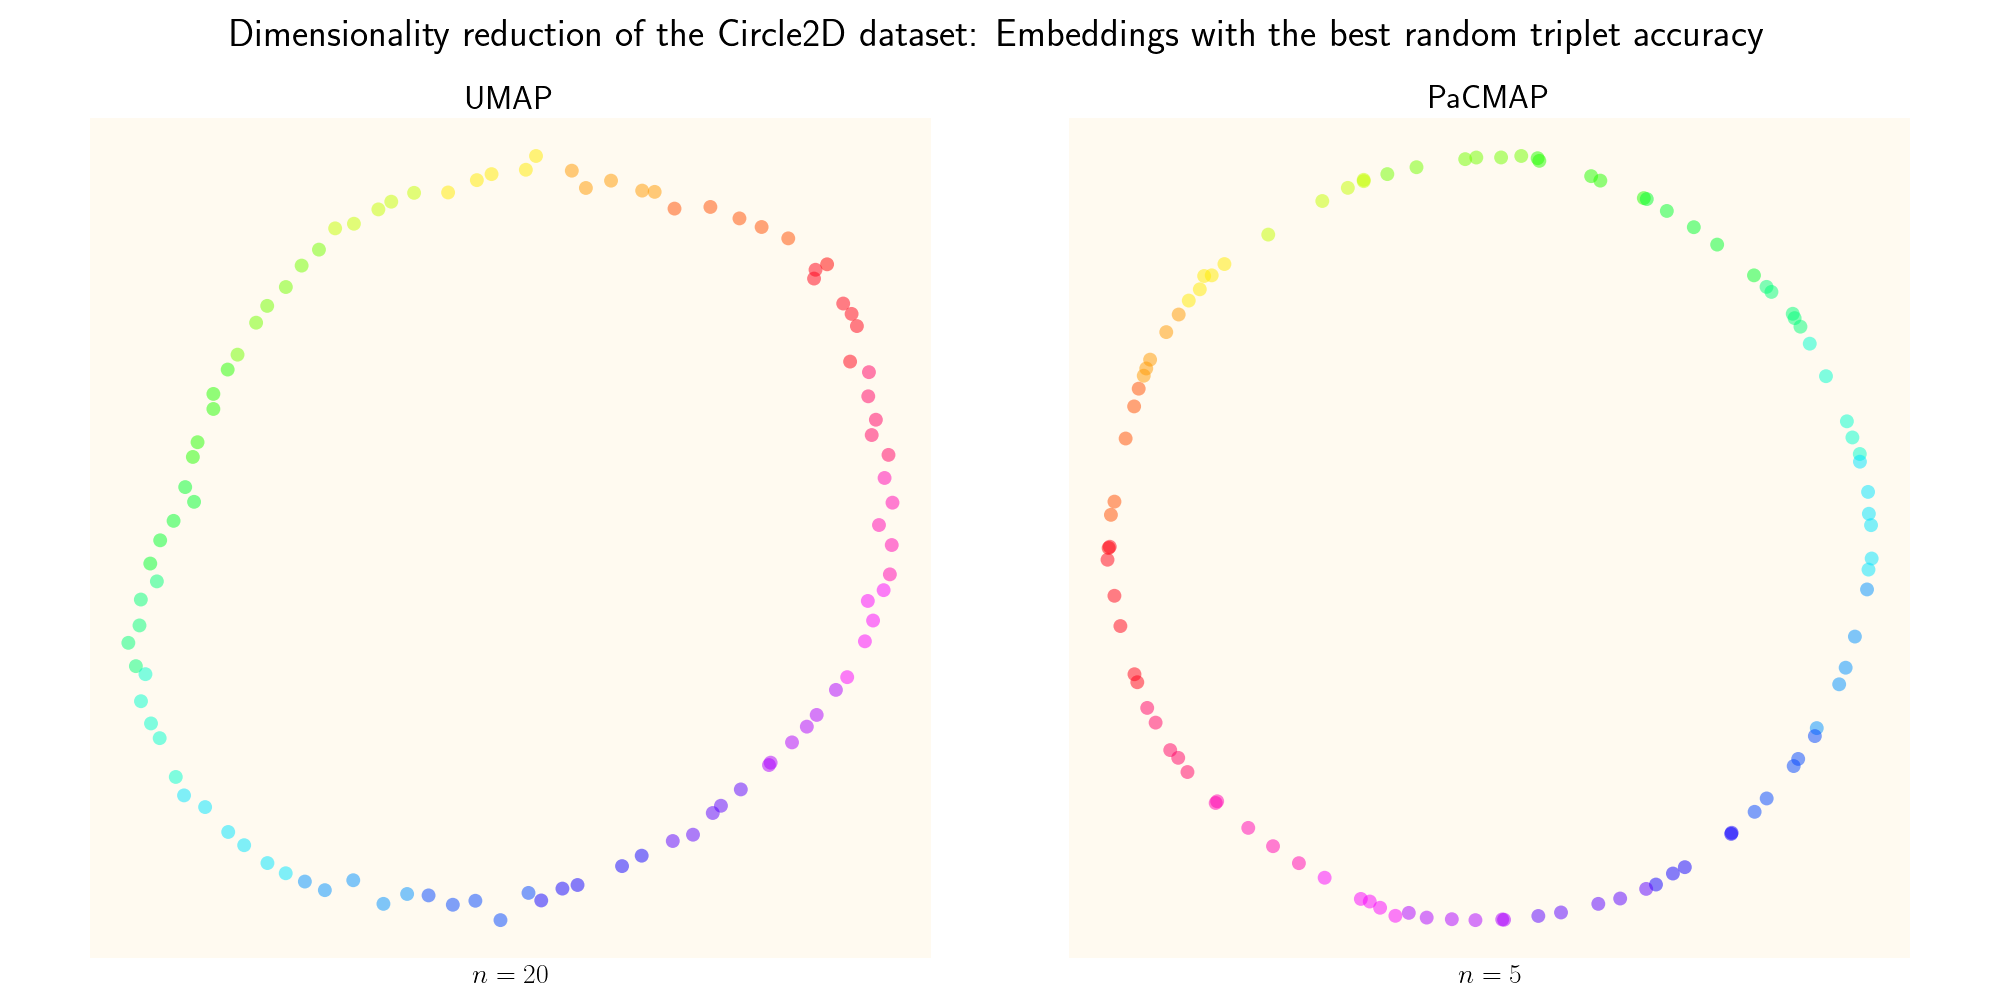 Dimensionality reduction of the Circle2D dataset: Embeddings with the best random triplet accuracy
UMAP
PaCMAP
n = 20
n = 5